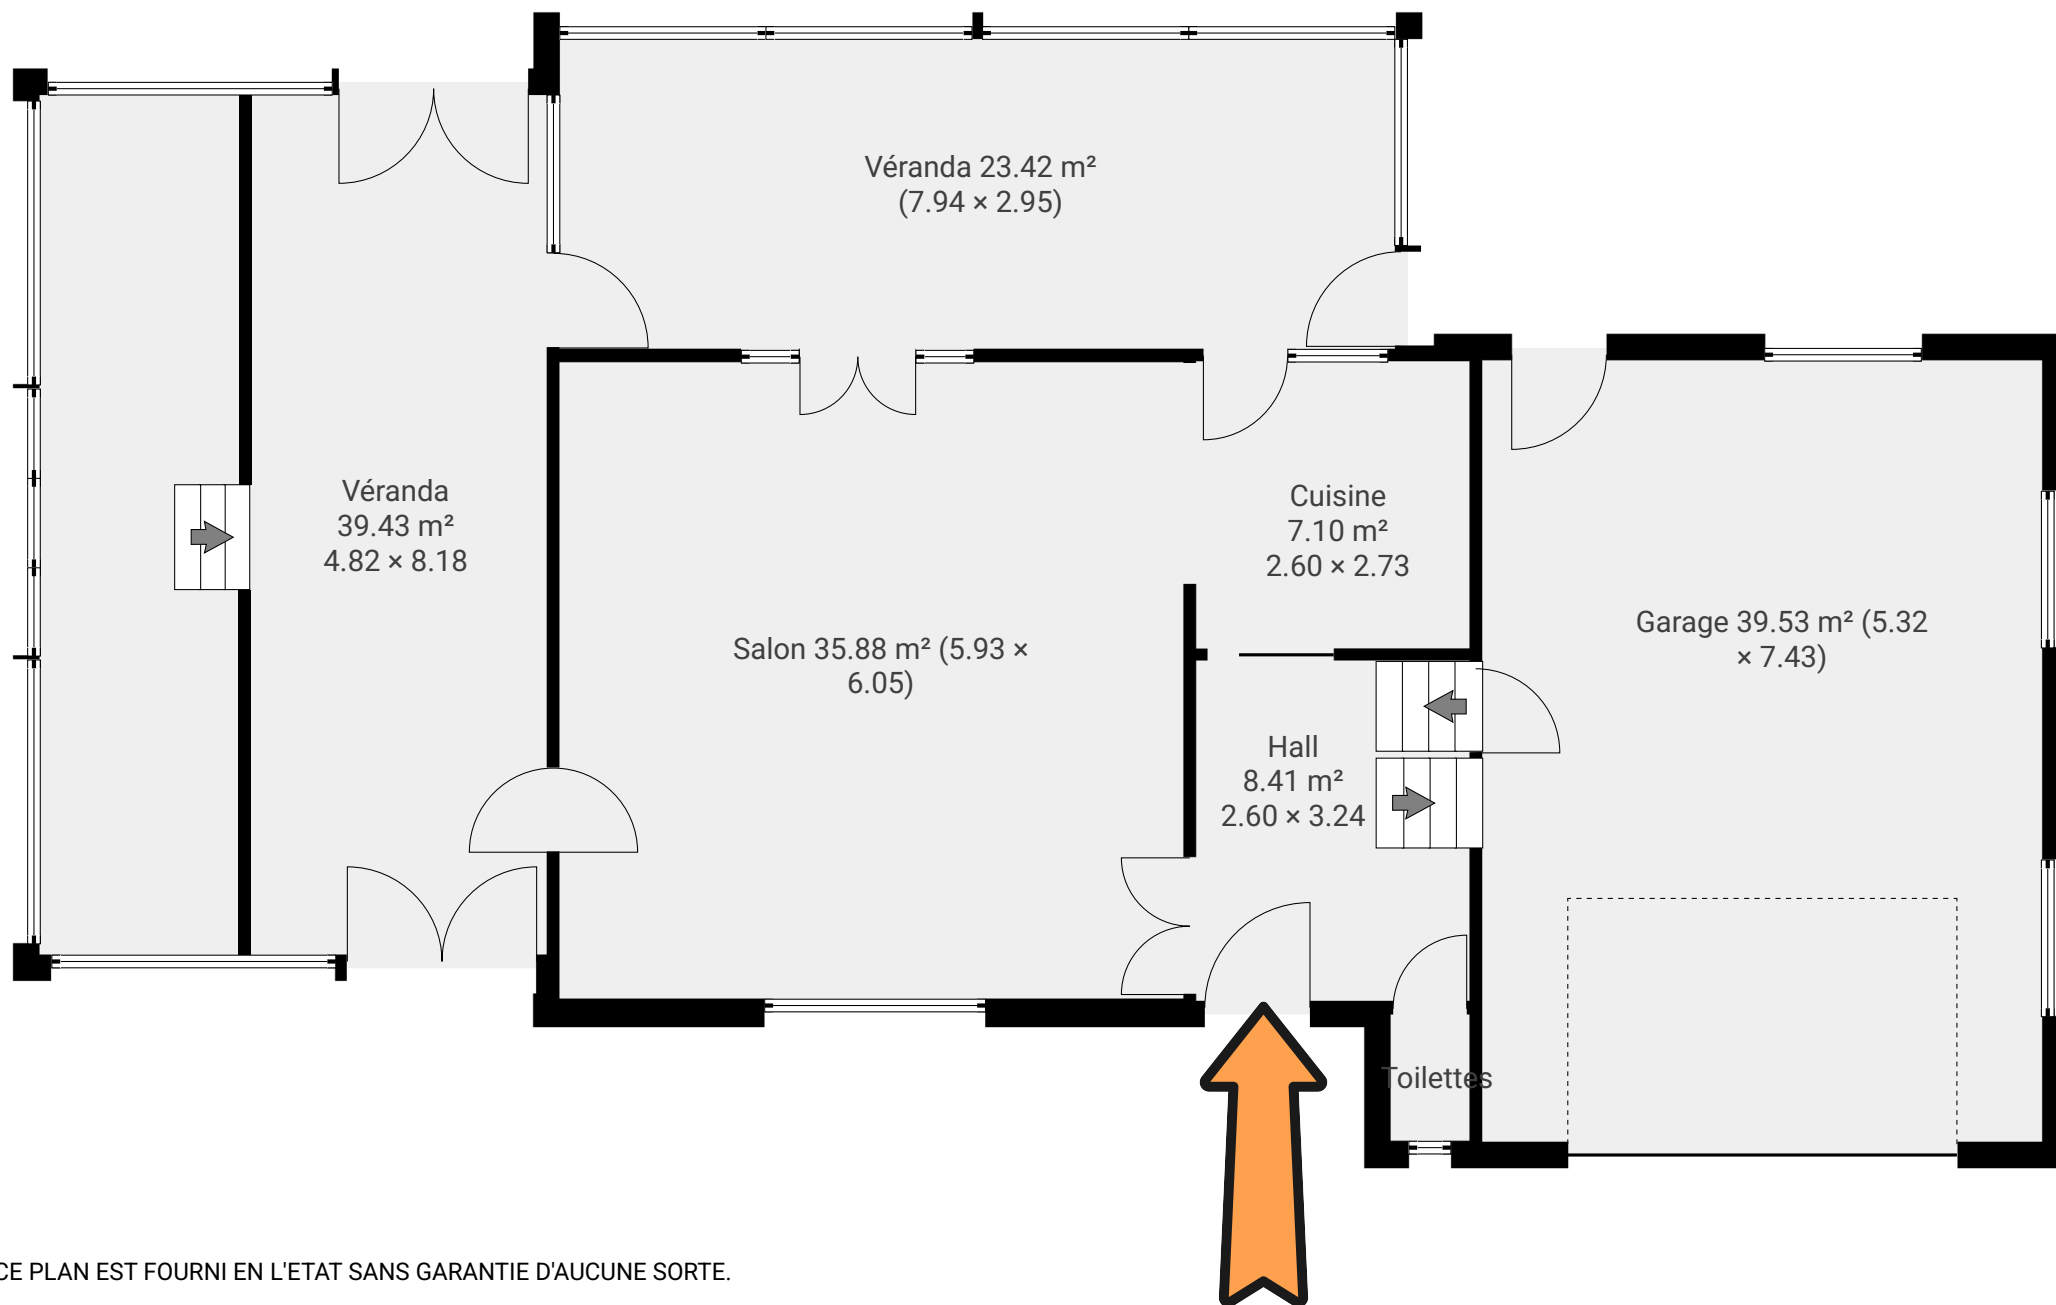 Véranda 23.42 m²
(7.94 × 2.95)
Véranda
39.43 m²
4.82 × 8.18
Cuisine
7.10 m²
2.60 × 2.73
Salon 35.88 m² (5.93 ×
6.05)
Garage 39.53 m² (5.32
× 7.43)
Hall
8.41 m²
2.60 × 3.24
Toilettes
CE PLAN EST FOURNI EN L'ETAT SANS GARANTIE D'AUCUNE SORTE.